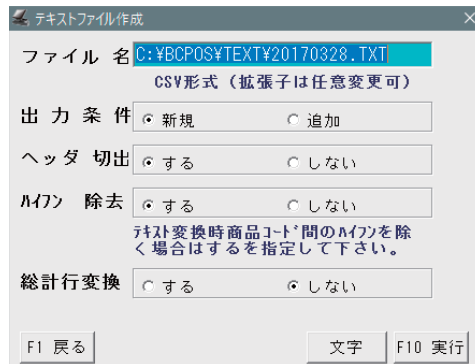 テキストファイル作成
ファイル 名 C:¥BCPOS¥TEXT¥20170328.TXT
CSV形式（拡張子は任意変更可）
出 力 条 件 新規 追加
ヘッダ 切出 する しない
ﾊｲﾌﾝ 除去 する しない
ﾃｷｽﾄ変換時商品ｺｰﾄﾞ間のﾊｲﾌﾝを除
く場合はするを指定して下さい。
総計行変換 する しない
F1 戻る 文字 F10 実行